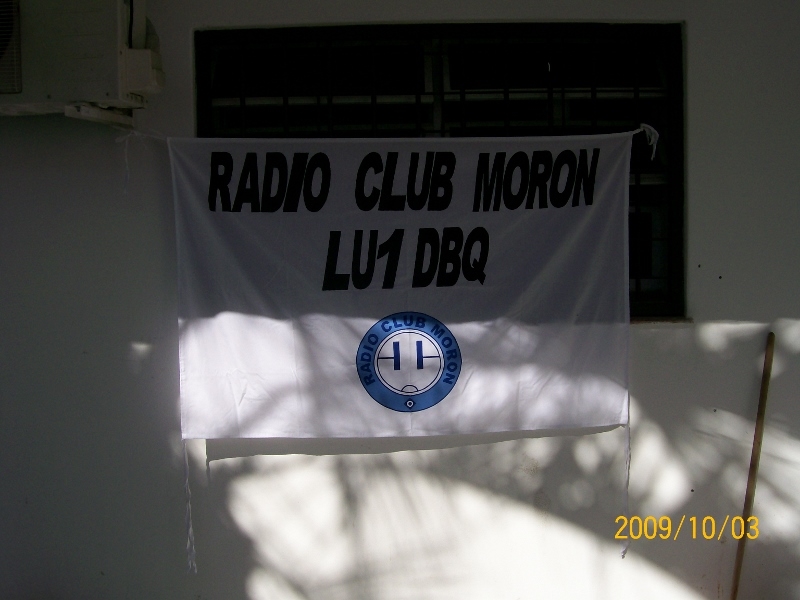 RADIO CLUB MORON
LU1 DBQ
RADIO CLUB MORON
2009/10/03